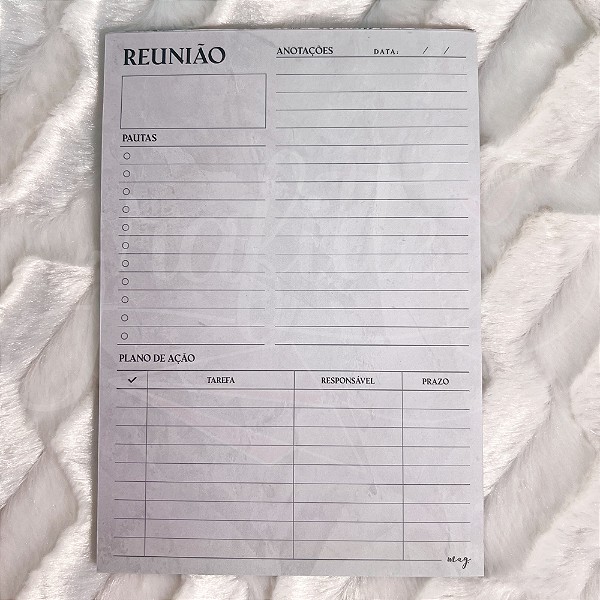 REUNIÃO
ANOTAÇÕES DATA: / /
PAUTAS
PLANO DE AÇÃO
✓ TAREFA RESPONSÁVEL PRAZO
mag